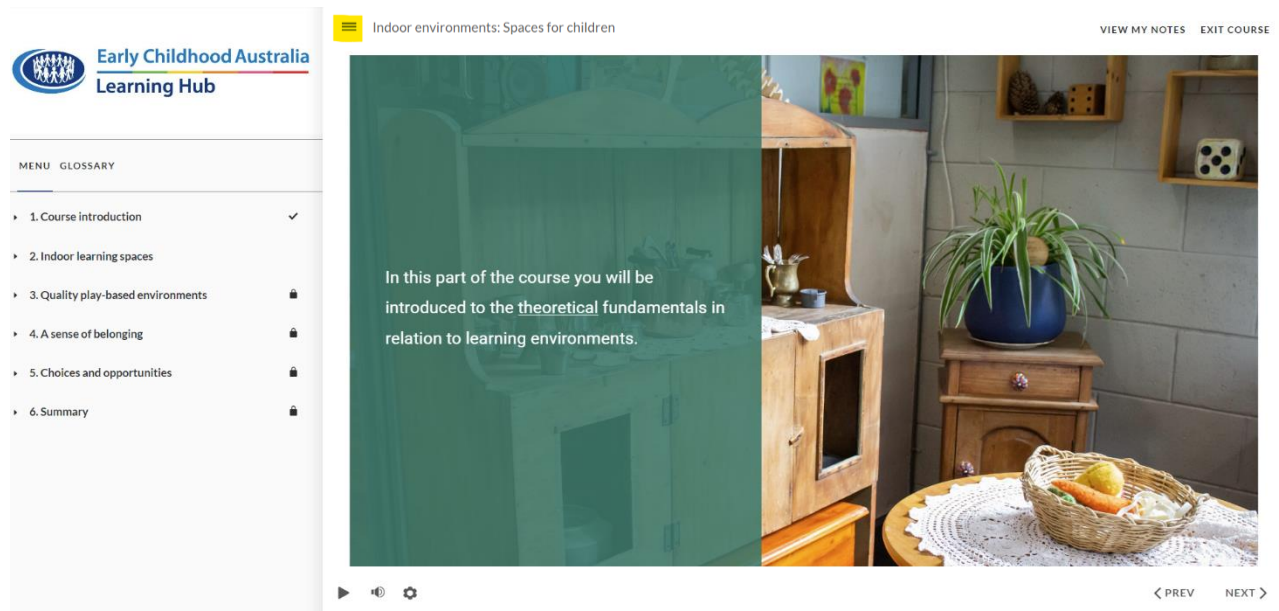 Early Childhood Australia
Learning Hub
MENU GLOSSARY
1. Course introduction
2. Indoor learning spaces
3. Quality play-based environments
4. A sense of belonging
5. Choices and opportunities
6. Summary
Indoor environments: Spaces for children
VIEW MY NOTES EXIT COURSE
In this part of the course you will be
introduced to the theoretical fundamentals in
relation to learning environments.
PREV NEXT